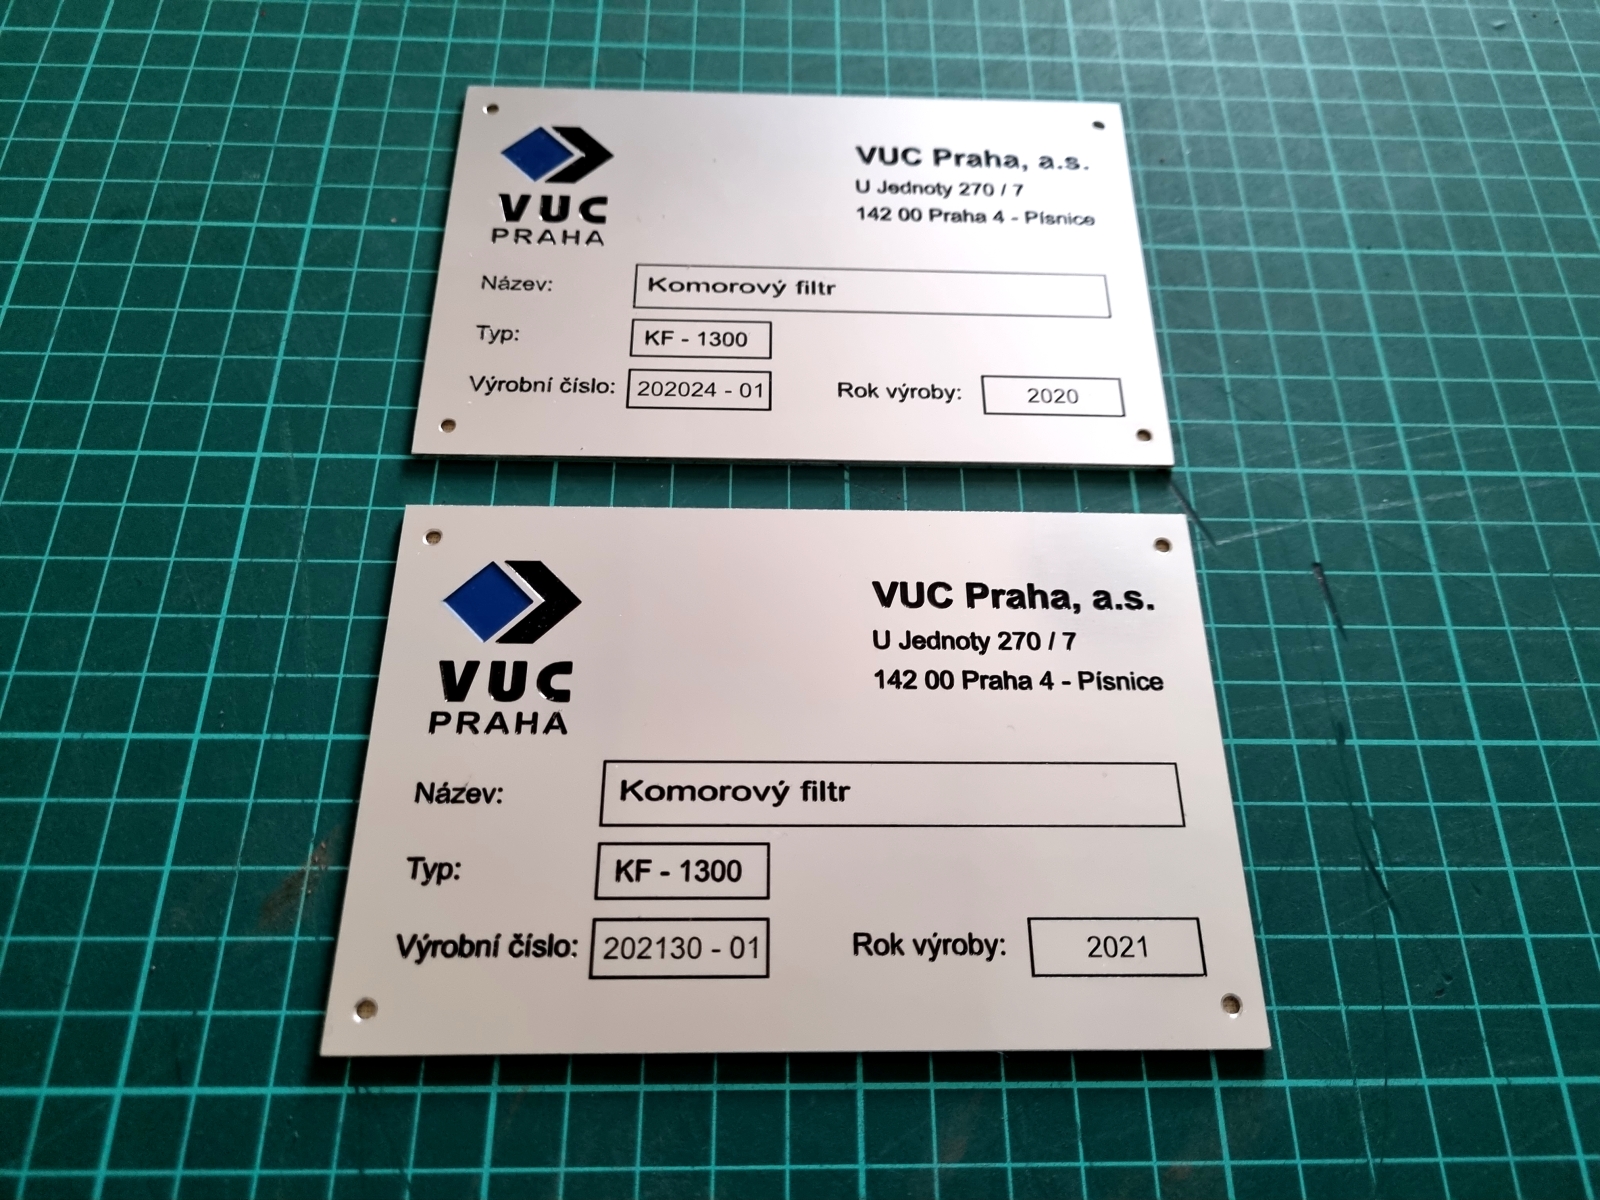 VUC
PRAHA
VUC Praha, a.s.
U Jednoty 270 / 7
142 00 Praha 4 - Písnice
Název: Komorový filtr
Typ: KF - 1300
Výrobní číslo: 202024 - 01 Rok výroby: 2020
VUC
PRAHA
VUC Praha, a.s.
U Jednoty 270 / 7
142 00 Praha 4 - Písnice
Název: Komorový filtr
Typ: KF - 1300
Výrobní číslo: 202130 - 01 Rok výroby: 2021